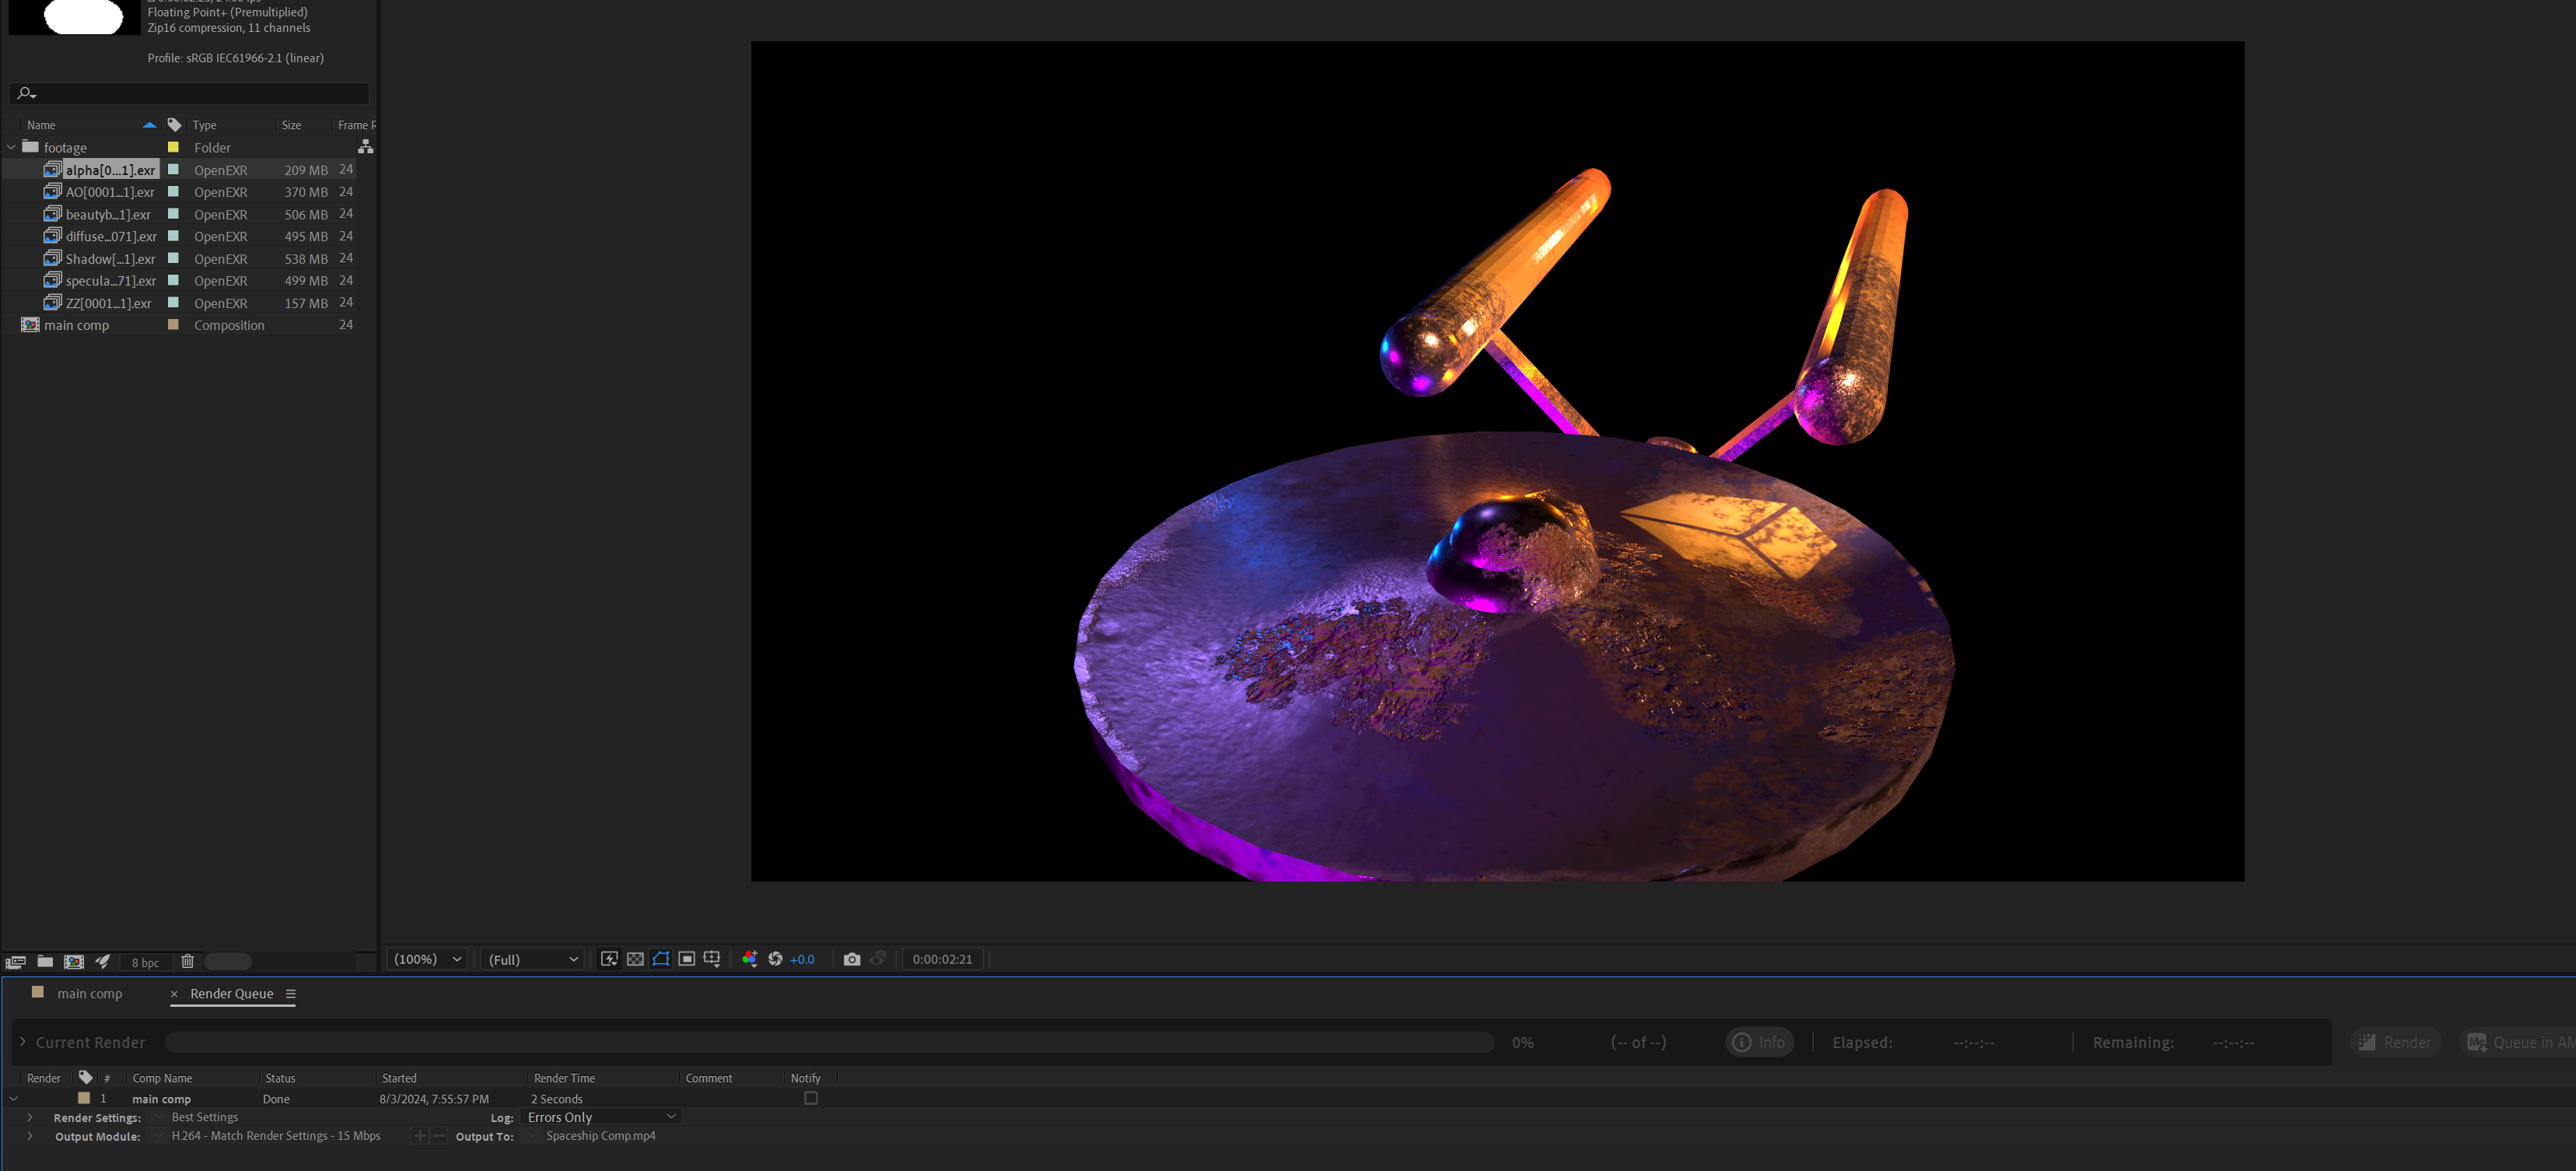 Floating Point+ (Premultiplied)
Zip16 compression, 11 channels
Profile: sRGB IEC61966-2.1 (linear)
Name Type Size Frame R
footage Folder
alpha[0...1].exr OpenEXR 209 MB 24
AO[0001...1].exr OpenEXR 370 MB 24
beautyb...1].exr OpenEXR 506 MB 24
diffuse...071].exr OpenEXR 495 MB 24
Shadow[...1].exr OpenEXR 538 MB 24
specula...71].exr OpenEXR 499 MB 24
ZZ[0001...1].exr OpenEXR 157 MB 24
main comp Composition 24
8 bpc
(100%) (Full) +0.0 0:00:02:21
main comp × Render Queue
Current Render 0% (-- of --) Info Elapsed: --:--:-- Remaining: --:--:-- Render Me Queue in AM
Render # Comp Name Status Started Render Time Comment Notify
1 main comp Done 8/3/2024, 7:55:57 PM 2 Seconds
Render Settings: Best Settings Log: Errors Only
Output Module: H.264 - Match Render Settings - 15 Mbps Output To: Spaceship Comp.mp4